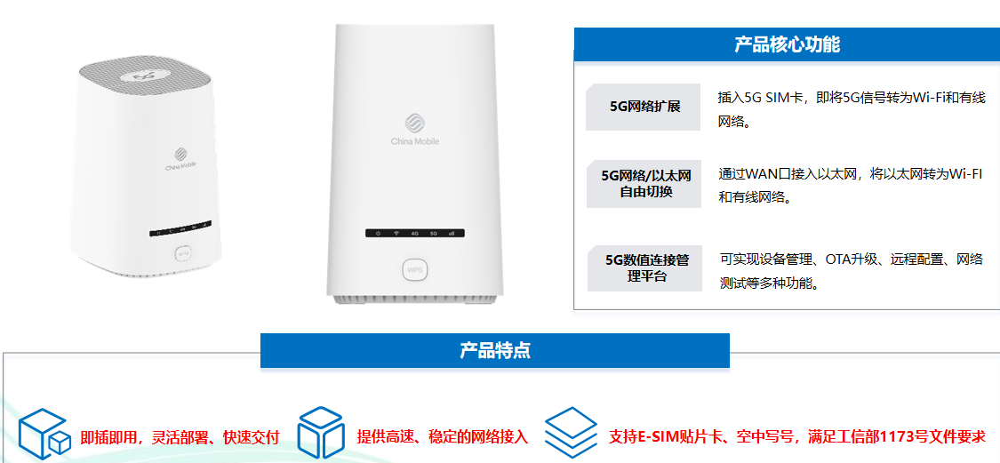 5G
China Mobile
WPS
China Mobile
4G 5G
WPS
产品核心功能
5G网络扩展
插入5G SIM卡，即将5G信号转为Wi-Fi和有线
网络。
5G网络/以太网
自由切换
通过WAN口接入以太网，将以太网转为Wi-FI
和有线网络。
5G数值连接管
理平台
可实现设备管理、OTA升级、远程配置、网络
测试等多种功能。
产品特点
即插即用，灵活部署、快速交付
提供高速、稳定的网络接入
支持E-SIM贴片卡、空中写号，满足工信部1173号文件要求